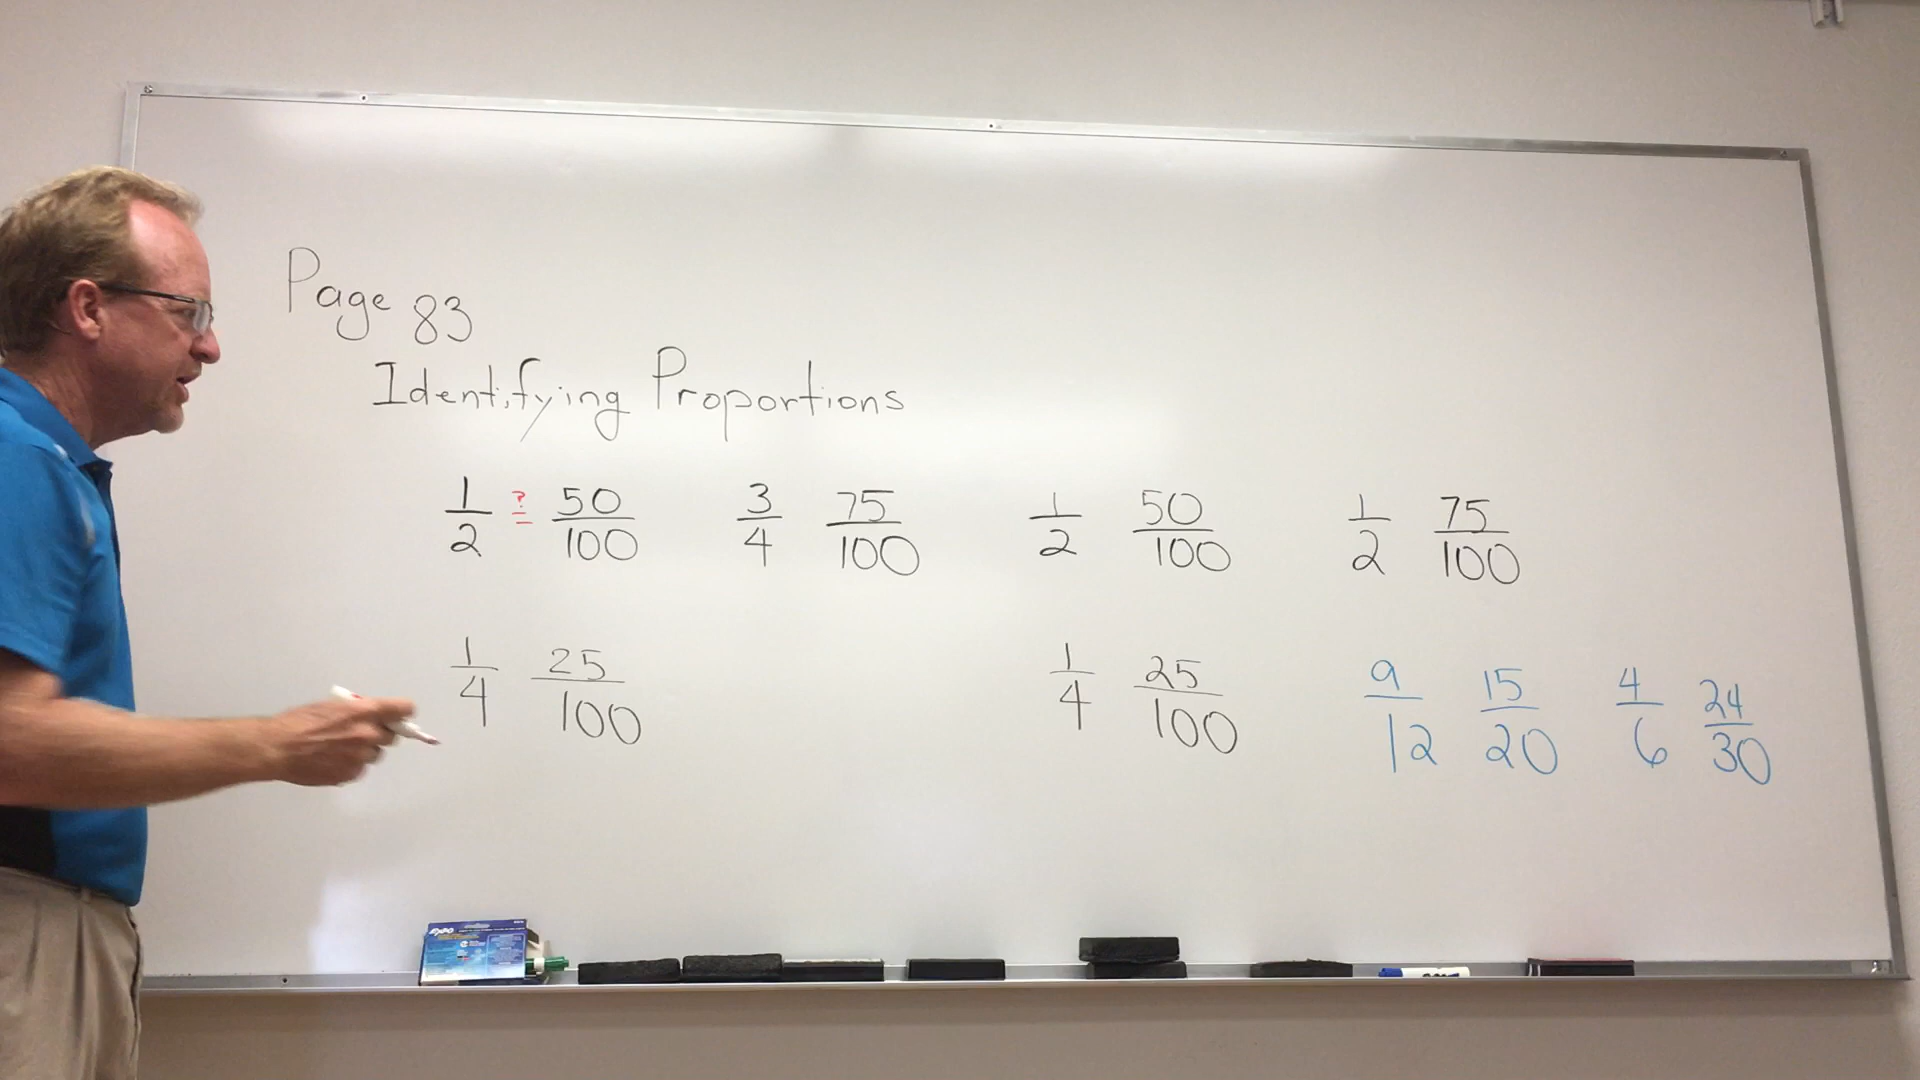 Page 83
Identifying Proportions
1/2 ?= 50/100 3/4 75/100 1/2 50/100 1/2 75/100
1/4 25/100 1/4 25/100 9/12 15/20 4/6 24/30
EXPO